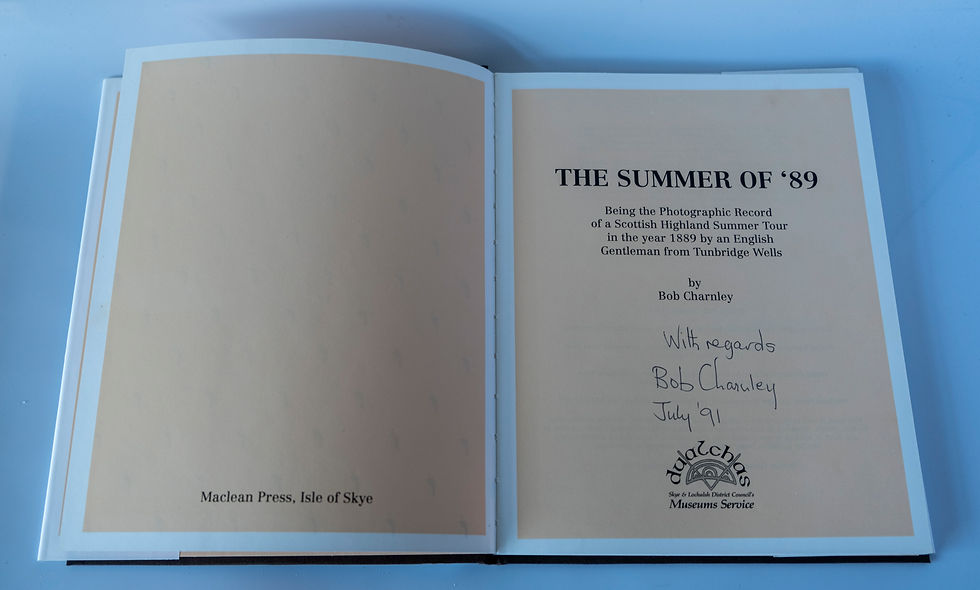 Maclean Press, Isle of Skye
THE SUMMER OF ‘89
Being the Photographic Record
of a Scottish Highland Summer Tour
in the year 1889 by an English
Gentleman from Tunbridge Wells
by
Bob Charnley
With regards
Bob Charnley
July '91
dualchas
Skye & Lochalsh District Council's
Museums Service